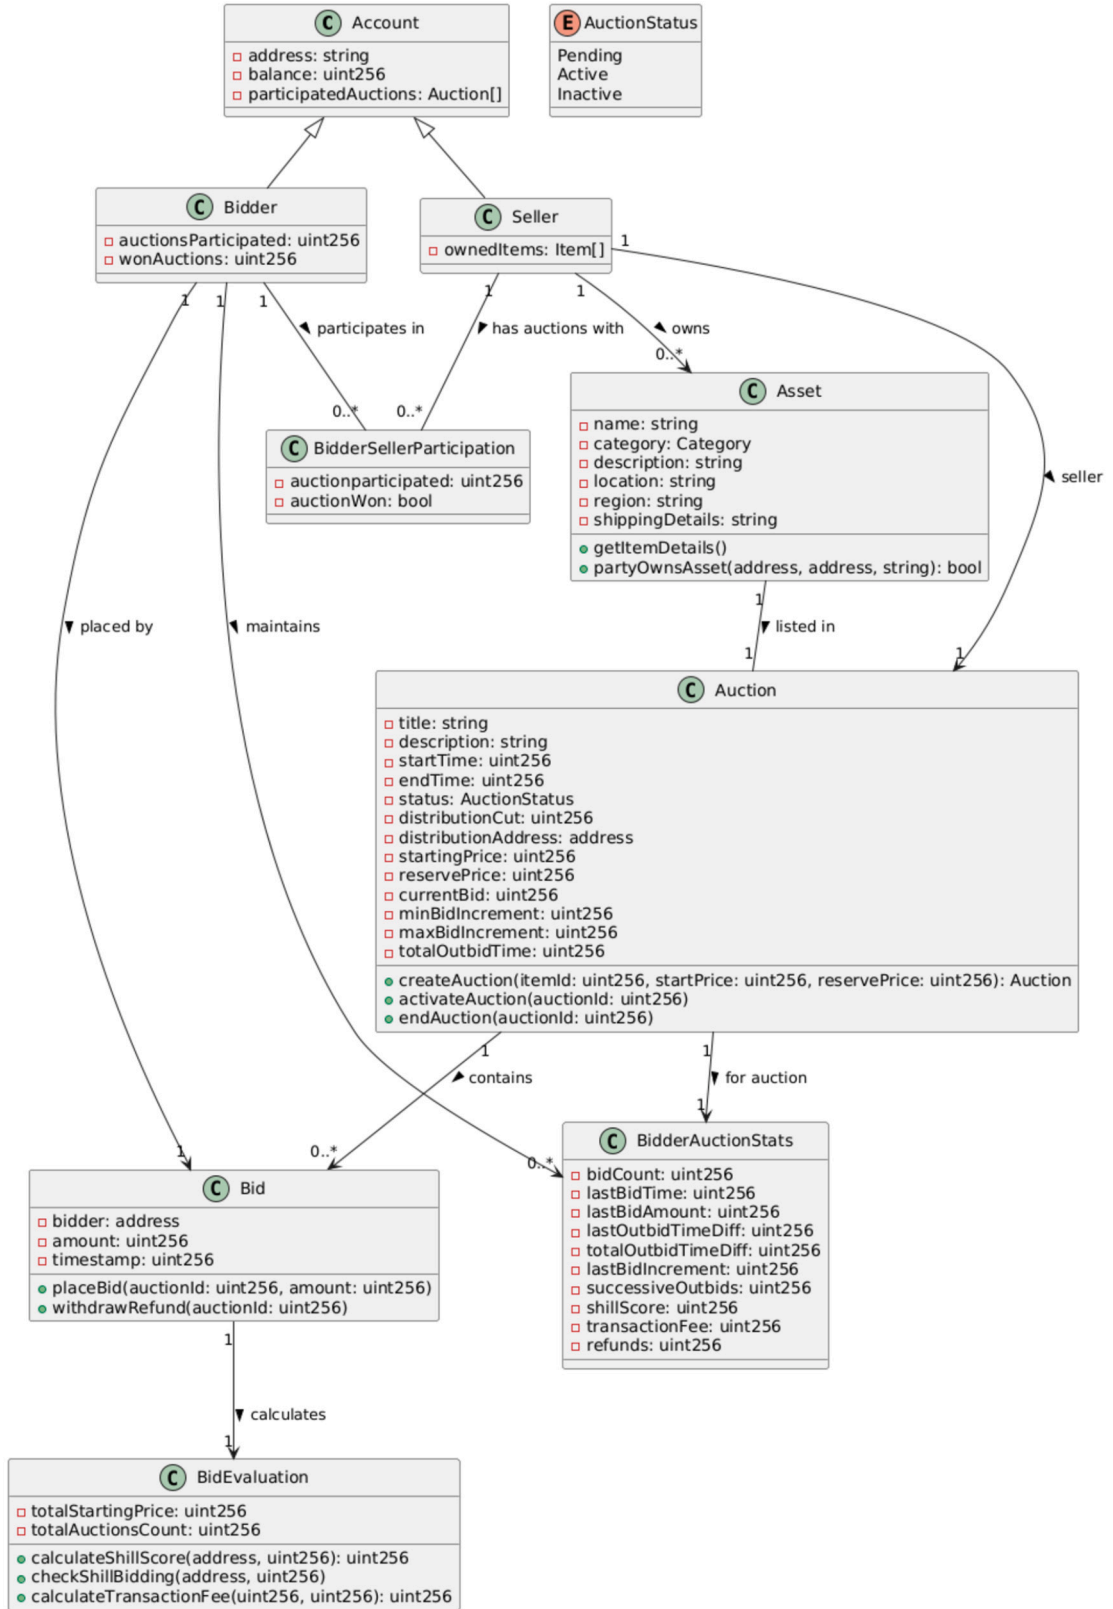 C Account
address: string
balance: uint256
participatedAuctions: Auction[]
E AuctionStatus
Pending
Active
Inactive
C Bidder
auctionsParticipated: uint256
wonAuctions: uint256
C Seller
ownedItems: Item[]
1
1
1
1
1
1
participates in
has auctions with
owns
0..*
0..*
0..*
C Asset
name: string
category: Category
description: string
location: string
region: string
shippingDetails: string
getItemDetails()
partyOwnsAsset(address, address, string): bool
C BidderSellerParticipation
auctionparticipated: uint256
auctionWon: bool
seller
placed by
maintains
1
listed in
1
1
C Auction
title: string
description: string
startTime: uint256
endTime: uint256
status: AuctionStatus
distributionCut: uint256
distributionAddress: address
startingPrice: uint256
reservePrice: uint256
currentBid: uint256
minBidIncrement: uint256
maxBidIncrement: uint256
totalOutbidTime: uint256
createAuction(itemId: uint256, startPrice: uint256, reservePrice: uint256): Auction
activateAuction(auctionId: uint256)
endAuction(auctionId: uint256)
1
1
contains
for auction
1
1
0..*
0..*
C Bid
bidder: address
amount: uint256
timestamp: uint256
placeBid(auctionId: uint256, amount: uint256)
withdrawRefund(auctionId: uint256)
C BidderAuctionStats
bidCount: uint256
lastBidTime: uint256
lastBidAmount: uint256
lastOutbidTimeDiff: uint256
totalOutbidTimeDiff: uint256
lastBidIncrement: uint256
successiveOutbids: uint256
shillScore: uint256
transactionFee: uint256
refunds: uint256
1
calculates
1
C BidEvaluation
totalStartingPrice: uint256
totalAuctionsCount: uint256
calculateShillScore(address, uint256): uint256
checkShillBidding(address, uint256)
calculateTransactionFee(uint256, uint256): uint256